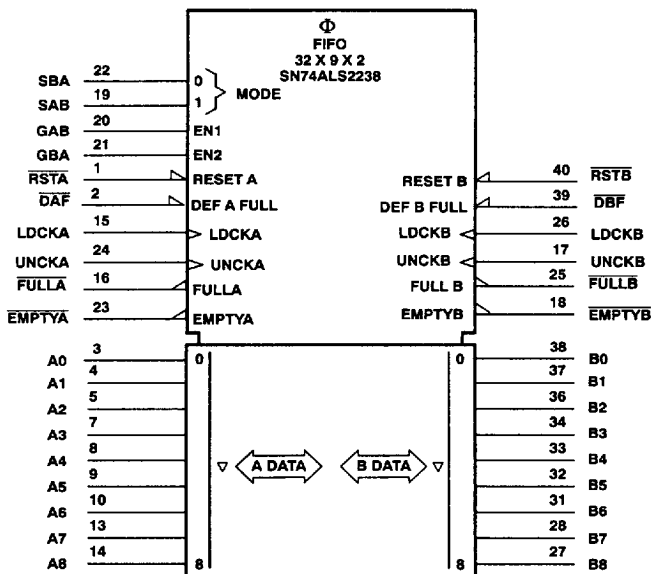 Φ
FIFO
32 X 9 X 2
SN74ALS2238
SBA 22 0
SAB 19 1
MODE
GAB 20 EN1
GBA 21 EN2
RSTA 1 RESET A
DAF 2 DEF A FULL
LDCKA 15 LDCKA
UNCKA 24 UNCKA
FULLA 16 FULLA
EMPTYA 23 EMPTYA
RESET B 40 RSTB
DEF B FULL 39 DBF
LDCKB 26 LDCKB
UNCKB 17 UNCKB
FULL B 25 FULLB
EMPTYB 18 EMPTYB
A0 3 0
A1 4
A2 5
A3 7
A4 8
A5 9
A6 10
A7 13
A8 14 8
A DATA
B DATA
0 38 B0
37 B1
36 B2
34 B3
33 B4
32 B5
31 B6
28 B7
8 27 B8